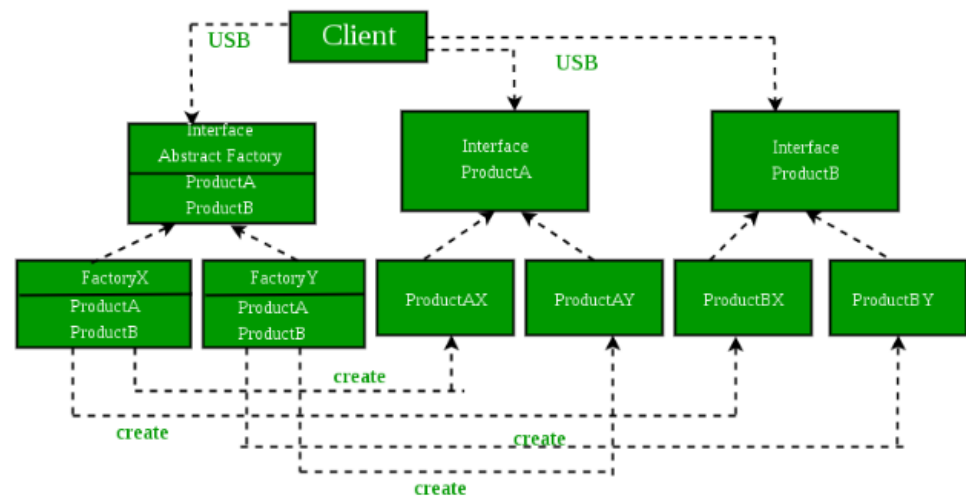 Client
USB
USB
Interface
Abstract Factory
ProductA
ProductB
Interface
ProductA
Interface
ProductB
FactoryX
ProductA
ProductB
FactoryY
ProductA
ProductB
ProductAX
ProductAY
ProductBX
ProductBY
create
create
create
create